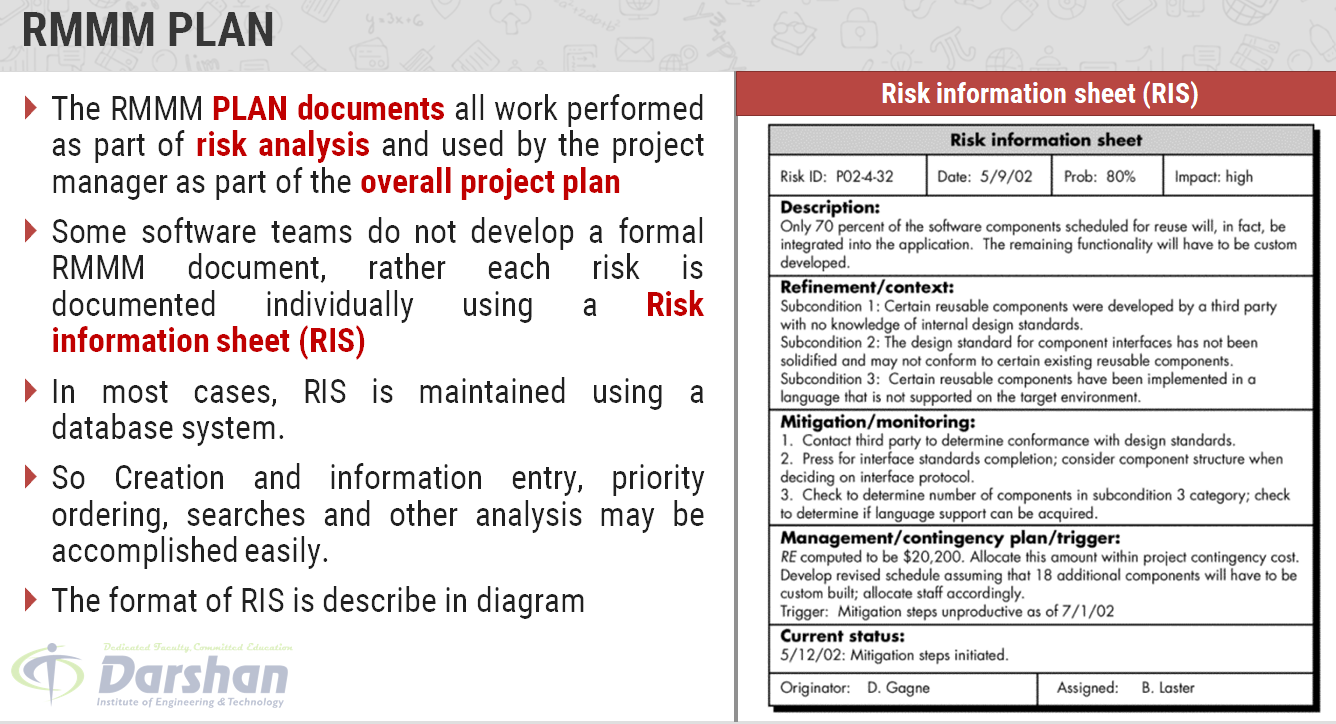 RMMM PLAN
The RMMM PLAN documents all work performed
as part of risk analysis and used by the project
manager as part of the overall project plan
Some software teams do not develop a formal
RMMM document, rather each risk is
documented individually using a Risk
information sheet (RIS)
In most cases, RIS is maintained using a
database system.
So Creation and information entry, priority
ordering, searches and other analysis may be
accomplished easily.
The format of RIS is describe in diagram
Dedicated Faculty, Committed Education
Darshan
Institute of Engineering & Technology
Risk information sheet (RIS)
Risk information sheet
Risk ID: P02-4-32 Date: 5/9/02 Prob: 80% Impact: high
Description:
Only 70 percent of the software components scheduled for reuse will, in fact, be
integrated into the application. The remaining functionality will have to be custom
developed.
Refinement/context:
Subcondition 1: Certain reusable components were developed by a third party
with no knowledge of internal design standards.
Subcondition 2: The design standard for component interfaces has not been
solidified and may not conform to certain existing reusable components.
Subcondition 3: Certain reusable components have been implemented in a
language that is not supported on the target environment.
Mitigation/monitoring:
1. Contact third party to determine conformance with design standards.
2. Press for interface standards completion; consider component structure when
deciding on interface protocol.
3. Check to determine number of components in subcondition 3 category; check
to determine if language support can be acquired.
Management/contingency plan/trigger:
RE computed to be $20,200. Allocate this amount within project contingency cost.
Develop revised schedule assuming that 18 additional components will have to be
custom built; allocate staff accordingly.
Trigger: Mitigation steps unproductive as of 7/1/02
Current status:
5/12/02: Mitigation steps initiated.
Originator: D. Gagne Assigned: B. Laster